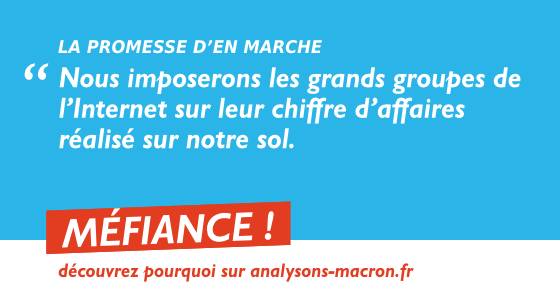 LA PROMESSE D’EN MARCHE
“ Nous imposerons les grands groupes de
l’Internet sur leur chiffre d’affaires
réalisé sur notre sol.
MÉFIANCE !
découvrez pourquoi sur analysons-macron.fr